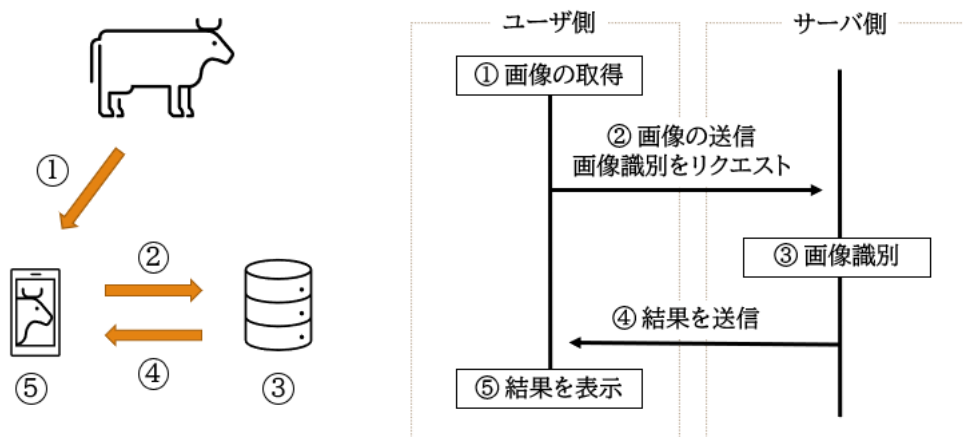 ①
②
④
⑤
③
ユーザ側
サーバ側
① 画像の取得
② 画像の送信
画像識別をリクエスト
③ 画像識別
④ 結果を送信
⑤ 結果を表示